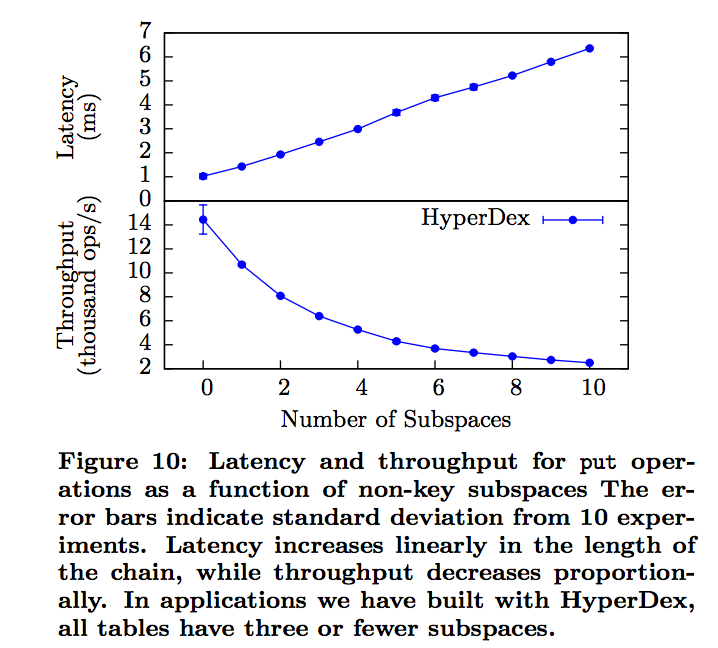 7
6
5
4
3
2
1
0
Latency
(ms)
14
12
10
8
6
4
2
Throughput
(thousand ops/s)
HyperDex
0 2 4 6 8 10
Number of Subspaces
Figure 10: Latency and throughput for put oper-
ations as a function of non-key subspaces The er-
ror bars indicate standard deviation from 10 exper-
iments. Latency increases linearly in the length of
the chain, while throughput decreases proportion-
ally. In applications we have built with HyperDex,
all tables have three or fewer subspaces.